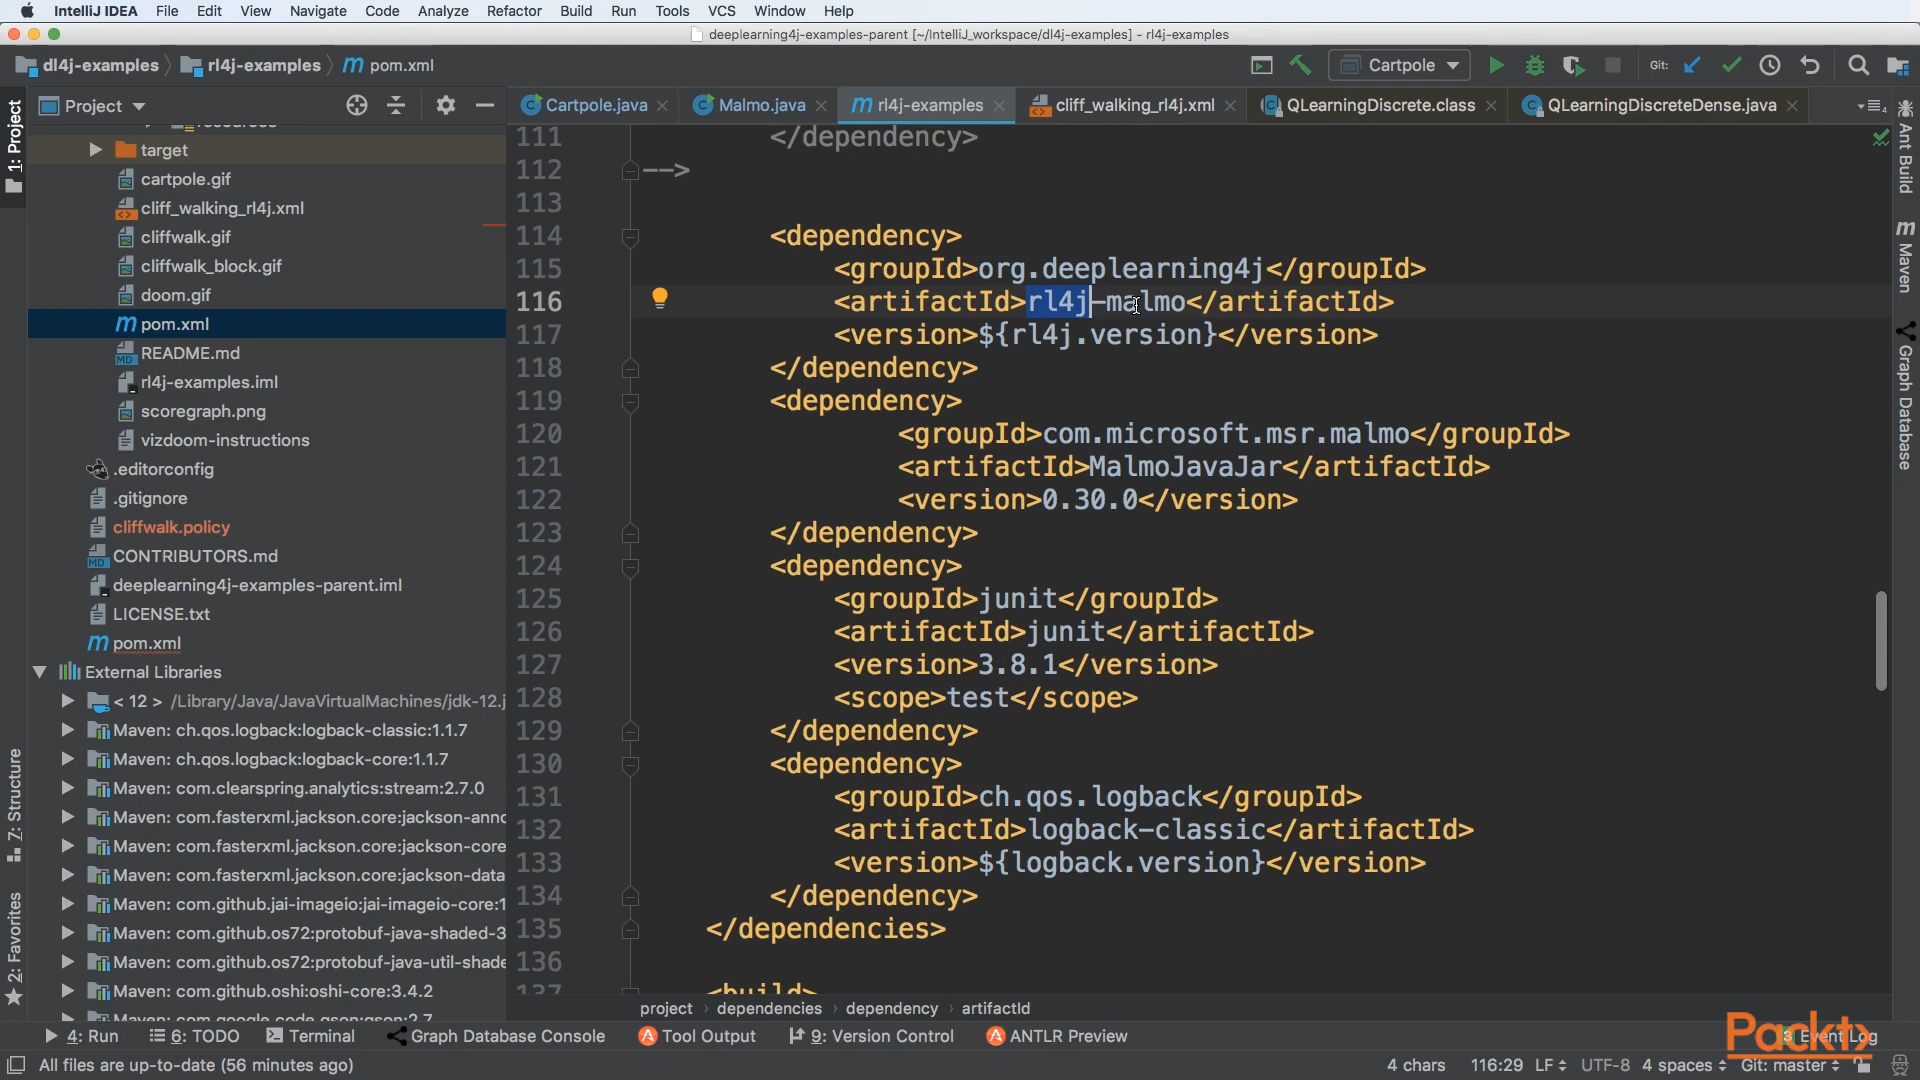 IntelliJ IDEA File Edit View Navigate Code Analyze Refactor Build Run Tools VCS Window Help
deeplearning4j-examples-parent [~/IntelliJ_workspace/dl4j-examples] - rl4j-examples
dl4j-examples rl4j-examples m pom.xml Cartpole Git:
Project Cartpole.java Malmo.java rl4j-examples cliff_walking_rl4j.xml QLearningDiscrete.class QLearningDiscreteDense.java
1: Project
Z: Structure
2: Favorites
resources
target
cartpole.gif
cliff_walking_rl4j.xml
cliffwalk.gif
cliffwalk_block.gif
doom.gif
pom.xml
README.md
rl4j-examples.iml
scoregraph.png
vizdoom-instructions
.editorconfig
.gitignore
cliffwalk.policy
CONTRIBUTORS.md
deeplearning4j-examples-parent.iml
LICENSE.txt
pom.xml
External Libraries
< 12 > /Library/Java/JavaVirtualMachines/jdk-12.j
Maven: ch.qos.logback:logback-classic:1.1.7
Maven: ch.qos.logback:logback-core:1.1.7
Maven: com.clearspring.analytics:stream:2.7.0
Maven: com.fasterxml.jackson.core:jackson-anno
Maven: com.fasterxml.jackson.core:jackson-core
Maven: com.fasterxml.jackson.core:jackson-data
Maven: com.github.jai-imageio:jai-imageio-core:1
Maven: com.github.os72:protobuf-java-shaded-3
Maven: com.github.os72:protobuf-java-util-shade
Maven: com.github.oshi:oshi-core:3.4.2
Maven: com.google.code.gson:gson:2.7
111 </dependency>
112 -->
113
114 <dependency>
115 <groupId>org.deeplearning4j</groupId>
116 <artifactId>rl4j-malmo</artifactId>
117 <version>${rl4j.version}</version>
118 </dependency>
119 <dependency>
120 <groupId>com.microsoft.msr.malmo</groupId>
121 <artifactId>MalmoJavaJar</artifactId>
122 <version>0.30.0</version>
123 </dependency>
124 <dependency>
125 <groupId>junit</groupId>
126 <artifactId>junit</artifactId>
127 <version>3.8.1</version>
128 <scope>test</scope>
129 </dependency>
130 <dependency>
131 <groupId>ch.qos.logback</groupId>
132 <artifactId>logback-classic</artifactId>
133 <version>${logback.version}</version>
134 </dependency>
135 </dependencies>
136
137 <build>
project dependencies dependency artifactId
Ant Build
m Maven
Graph Database
4: Run 6: TODO Terminal Graph Database Console Tool Output 9: Version Control ANTLR Preview 3 Event Log
Packt>
All files are up-to-date (56 minutes ago) 4 chars 116:29 LF UTF-8 4 spaces Git: master